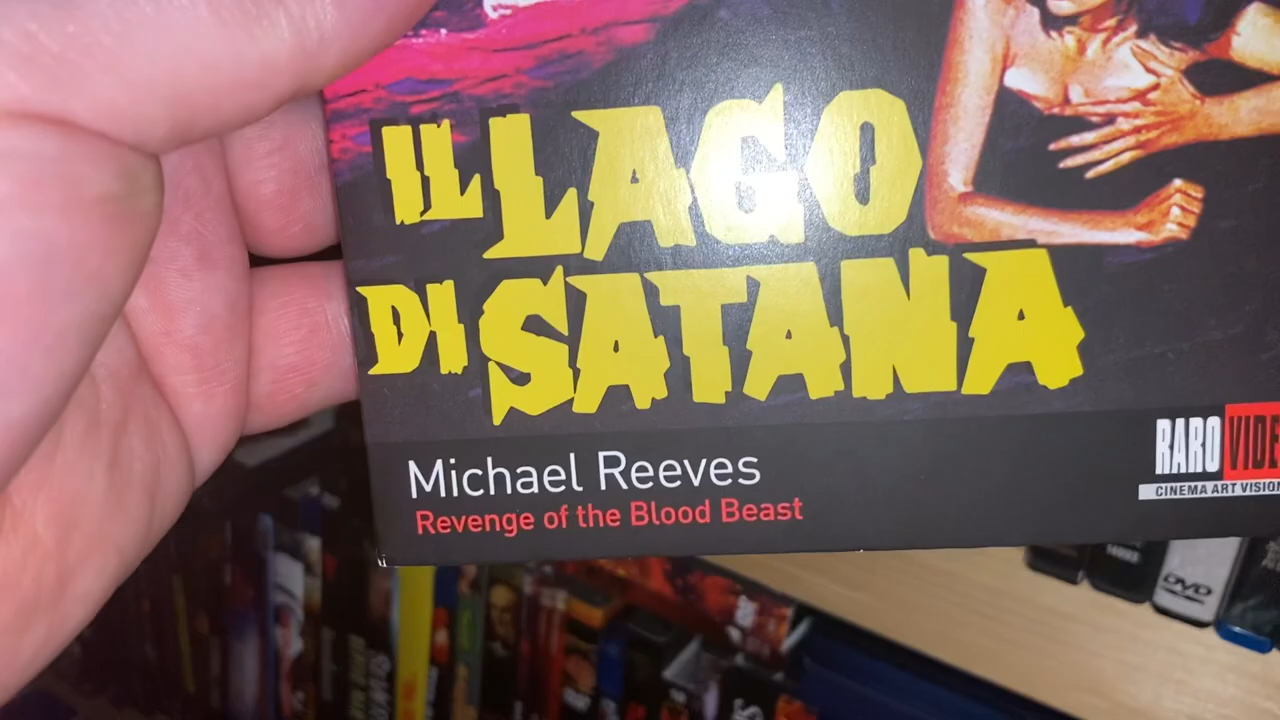 IL LAGO
DI SATANA
Michael Reeves
Revenge of the Blood Beast
RARO VIDE
CINEMA ART VISION
DVD